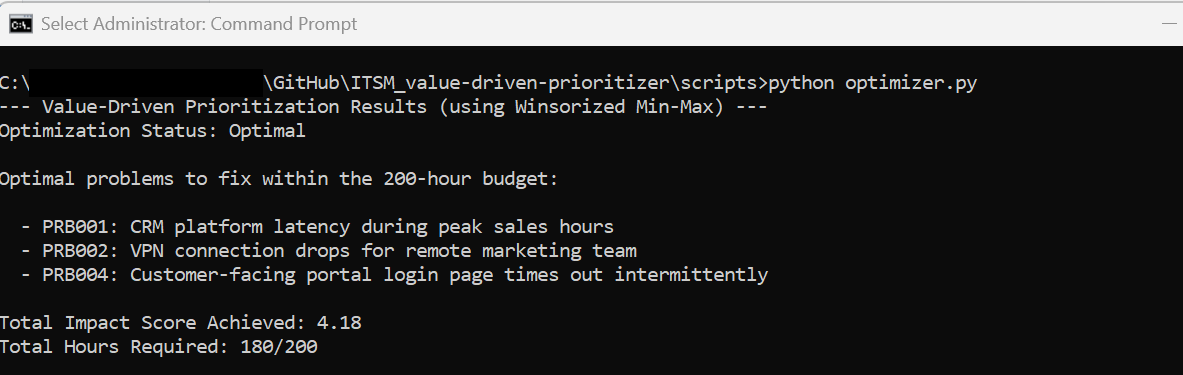 Select Administrator: Command Prompt
C:\ \GitHub\ITSM_value-driven-prioritizer\scripts>python optimizer.py
--- Value-Driven Prioritization Results (using Winsorized Min-Max) ---
Optimization Status: Optimal
Optimal problems to fix within the 200-hour budget:
- PRB001: CRM platform latency during peak sales hours
- PRB002: VPN connection drops for remote marketing team
- PRB004: Customer-facing portal login page times out intermittently
Total Impact Score Achieved: 4.18
Total Hours Required: 180/200